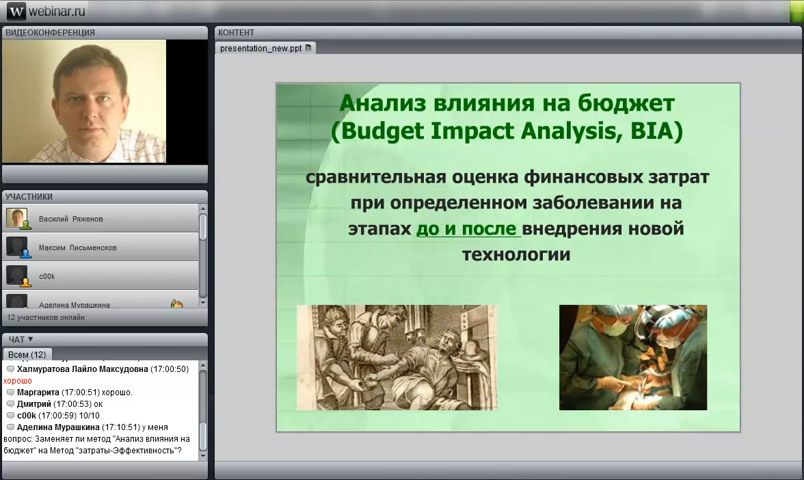 webinar.ru
ВИДЕОКОНФЕРЕНЦИЯ
УЧАСТНИКИ
Василий Ряженов
Максим Письменсков
c00k
Аделина Мурашкина
12 участников онлайн
ЧАТ
Всем (12)
Халмуратова Лайло Максудовна (17:00:50)
хорошо
Маргарита (17:00:51) хорошо.
Дмитрий (17:00:53) ок
c00k (17:00:59) 10/10
Аделина Мурашкина (17:10:51) у меня
вопрос: Заменяет ли метод "Анализ влияния на
бюджет" на Метод "затраты-Эффективность"?
КОНТЕНТ
presentation_new.ppt
Анализ влияния на бюджет
(Budget Impact Analysis, BIA)
сравнительная оценка финансовых затрат
при определенном заболевании на
этапах до и после внедрения новой
технологии